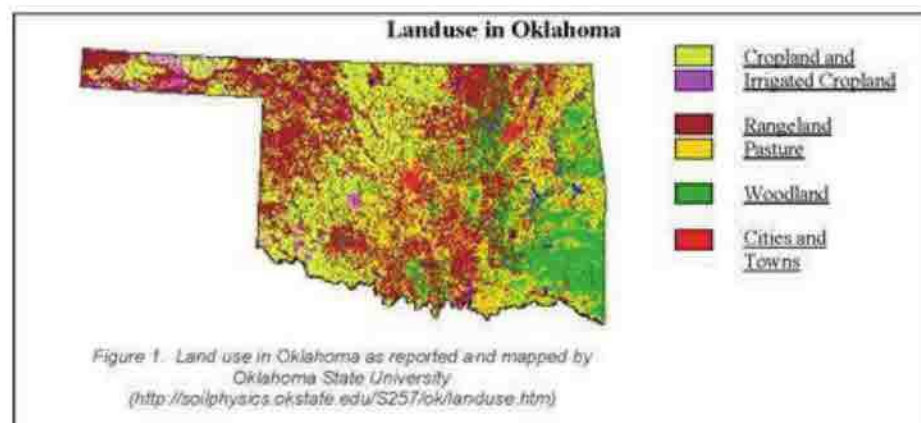 Landuse in Oklahoma
Cropland and
Irrigated Cropland
Rangeland
Pasture
Woodland
Cities and
Towns
Figure 1. Land use in Oklahoma as reported and mapped by
Oklahoma State University
(http://soilphysics.okstate.edu/S257/ok/landuse.htm)